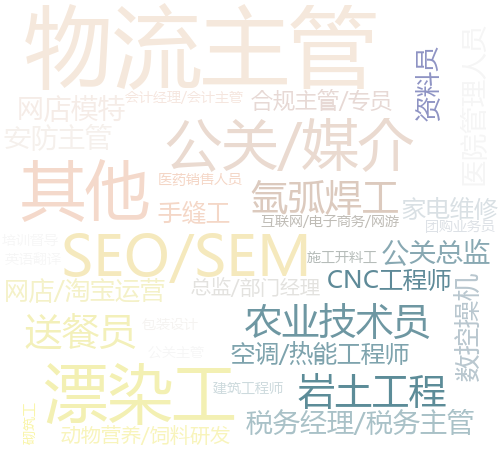 物流主管
资料员
医院管理人员
会计经理/会计主管
合规主管/专员
网店模特
安防主管
公关/媒介
其他
医药销售人员
氩弧焊工
手缝工
家电维修
互联网/电子商务/网游
团购业务员
培训督导
SEO/SEM
公关总监
英语翻译
施工开料工
网店/淘宝运营
总监/部门经理
CNC工程师
数控操机
送餐员
包装设计
农业技术员
公关主管
空调/热能工程师
漂染工
建筑工程师
岩土工程
税务经理/税务主管
动物营养/饲料研发